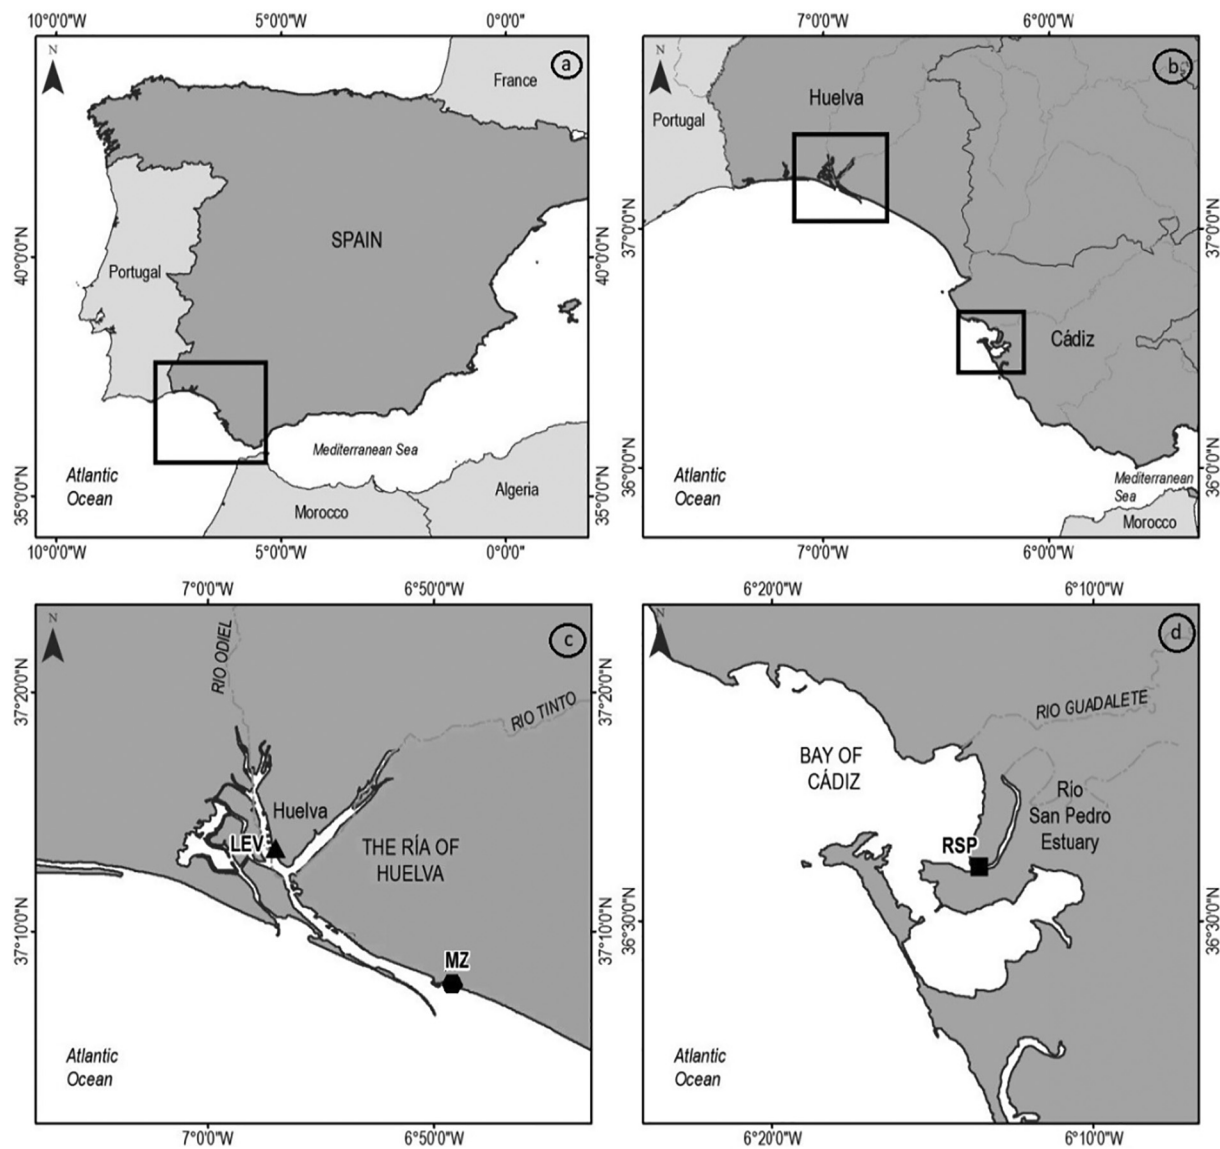 10°0'0"W 5°0'0"W 0°0'0"
N
a
France
SPAIN
Portugal
40°0'0"N
40°0'0"N
Mediterranean Sea
Atlantic
Ocean
Algeria
Morocco
35°0'0"N
35°0'0"N
10°0'0"W 5°0'0"W 0°0'0"
7°0'0"W 6°0'0"W
N
b
Huelva
Portugal
37°0'0"N
Cádiz
Atlantic
Ocean
Mediterranean
Sea
Morocco
36°0'0"N
36°0'0"N
7°0'0"W 6°0'0"W
7°0'0"W 6°50'0"W
N
c
RIO ODIEL
RIO TINTO
37°20'0"N
37°20'0"N
Huelva
LEV
THE RÍA OF
HUELVA
37°10'0"N
37°10'0"N
MZ
Atlantic
Ocean
7°0'0"W 6°50'0"W
6°20'0"W 6°10'0"W
N
d
RIO GUADALETE
BAY OF
CÁDIZ
Río
San Pedro
Estuary
RSP
36°30'0"N
36°30'0"N
Atlantic
Ocean
6°20'0"W 6°10'0"W